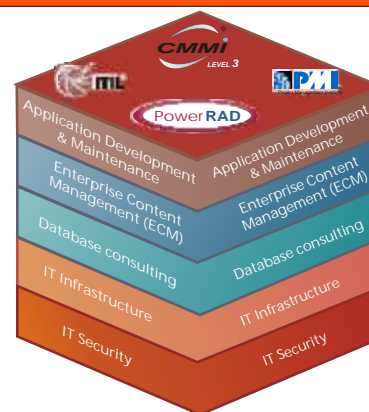 CMMI
LEVEL 3
ITIL
PMI
PowerRAD
Application Development
& Maintenance
Application Development
& Maintenance
Enterprise Content
Management (ECM)
Enterprise Content
Management (ECM)
Database consulting
Database consulting
IT Infrastructure
IT Infrastructure
IT Security
IT Security